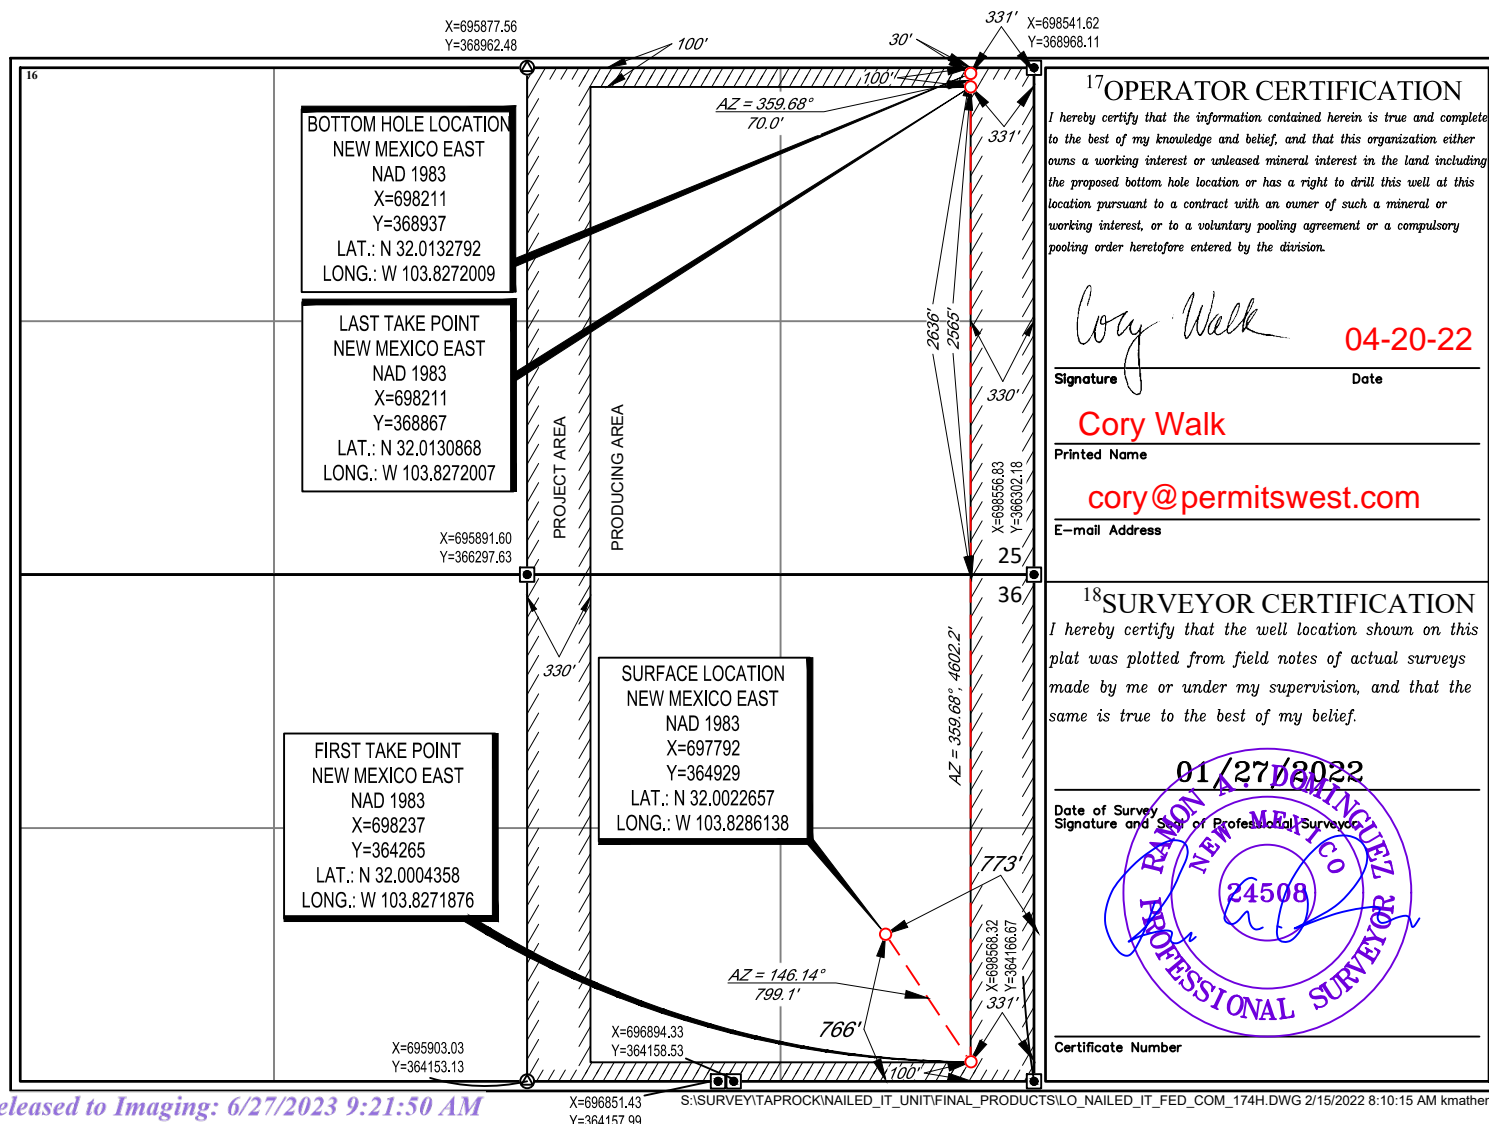 X=695877.56
Y=368962.48
100'
30'
331'
X=698541.62
Y=368968.11
16
100'
AZ = 359.68°
70.0'
331'
BOTTOM HOLE LOCATION
NEW MEXICO EAST
NAD 1983
X=698211
Y=368937
LAT.: N 32.0132792
LONG.: W 103.8272009
LAST TAKE POINT
NEW MEXICO EAST
NAD 1983
X=698211
Y=368867
LAT.: N 32.0130868
LONG.: W 103.8272007
2636'
2565'
330'
PROJECT AREA
PRODUCING AREA
X=698556.83
Y=366302.18
X=695891.60
Y=366297.63
25
36
330'
SURFACE LOCATION
NEW MEXICO EAST
NAD 1983
X=697792
Y=364929
LAT.: N 32.0022657
LONG.: W 103.8286138
AZ = 359.68°, 4602.2'
FIRST TAKE POINT
NEW MEXICO EAST
NAD 1983
X=698237
Y=364265
LAT.: N 32.0004358
LONG.: W 103.8271876
773'
X=698568.32
Y=364166.67
AZ = 146.14°
799.1'
331'
766'
X=696894.33
Y=364158.53
X=695903.03
Y=364153.13
100'
X=696851.43
Y=364157.99
17OPERATOR CERTIFICATION
I hereby certify that the information contained herein is true and complete
to the best of my knowledge and belief, and that this organization either
owns a working interest or unleased mineral interest in the land including
the proposed bottom hole location or has a right to drill this well at this
location pursuant to a contract with an owner of such a mineral or
working interest, or to a voluntary pooling agreement or a compulsory
pooling order heretofore entered by the division.
Cory Walk
04-20-22
Signature Date
Cory Walk
Printed Name
cory@permitswest.com
E-mail Address
18SURVEYOR CERTIFICATION
I hereby certify that the well location shown on this
plat was plotted from field notes of actual surveys
made by me or under my supervision, and that the
same is true to the best of my belief.
01/27/2022
Date of Survey
Signature and Seal of Professional Surveyor
RAMON A. DOMINGUEZ
NEW MEXICO
24508
PROFESSIONAL SURVEYOR
Certificate Number
eleased to Imaging: 6/27/2023 9:21:50 AM
S:\SURVEY\TAPROCK\NAILED_IT_UNIT\FINAL_PRODUCTS\LO_NAILED_IT_FED_COM_174H.DWG 2/15/2022 8:10:15 AM kmather